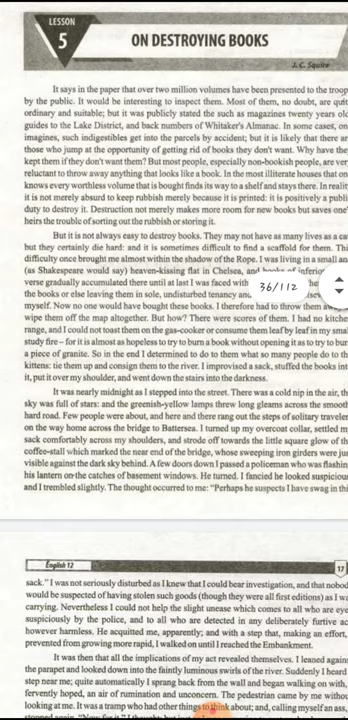 LESSON
5
ON DESTROYING BOOKS
J. C. Squire
It says in the paper that over two million volumes have been presented to the troop
by the public. It would be interesting to inspect them. Most of them, no doubt, are quit
ordinary and suitable; but it was publicly stated the such as magazines twenty years old
guides to the Lake District, and back numbers of Whitaker's Almanac. In some cases, on
imagines, such indigestibles get into the parcels by accident; but it is likely that there ar
those who jump at the opportunity of getting rid of books they don't want. Why have the
kept them if they don't want them? But most people, especially non-bookish people, are ver
reluctant to throw away anything that looks like a book. In the most illiterate houses that on
knows every worthless volume that is bought finds its way to a shelf and stays there. In realit
it is not merely absurd to keep rubbish merely because it is printed: it is positively a publi
duty to destroy it. Destruction not merely makes more room for new books but saves one'
heirs the trouble of sorting out the rubbish or storing it.
But it is not always easy to destroy books. They may not have as many lives as a ca
but they certainly die hard: and it is sometimes difficult to find a scaffold for them. Thi
difficulty once brought me almost within the shadow of the Rope. I was living in a small an
(as Shakespeare would say) heaven-kissing flat in Chelsea, and of inferio
verse gradually accumulated there until at last I was faced with he
the books or else leaving them in sole, undisturbed tenancy and
myself. Now no one would have bought these books. I therefore had to throw them
wipe them off the map altogether. But how? There were scores of them. I had no kitche
range, and I could not toast them on the gas-cooker or consume them leaf by leaf in my smal
study fire – for it is almost as hopeless to try to burn a book without opening it as to try to bur
a piece of granite. So in the end I determined to do to them what so many people do to th
kittens: tie them up and consign them to the river. I improvised a sack, stuffed the books int
it, put it over my shoulder, and went down the stairs into the darkness.
It was nearly midnight as I stepped into the street. There was a cold nip in the air, th
sky was full of stars: and the greenish-yellow lamps threw long gleams across the smooth
hard road. Few people were about, and here and there rang out the steps of solitary traveler
on the way home across the bridge to Battersea. I turned up my overcoat collar, settled m
sack comfortably across my shoulders, and strode off towards the little square glow of th
coffee-stall which marked the near end of the bridge, whose sweeping iron girders were jus
visible against the dark sky behind. A few doors down I passed a policeman who was flashin
his lantern on the catches of basement windows. He turned. I fancied he looked suspiciou
and I trembled slightly. The thought occurred to me: "Perhaps he suspects I have swag in thi
36/112
English 12
17
sack." I was not seriously disturbed as I knew that I could bear investigation, and that nobod
would be suspected of having stolen such goods (though they were all first editions) as I wa
carrying. Nevertheless I could not help the slight unease which comes to all who are eye
suspiciously by the police, and to all who are detected in any deliberately furtive ac
however harmless. He acquitted me, apparently; and with a step that, making an effort,
prevented from growing more rapid, I walked on until I reached the Embankment.
It was then that all the implications of my act revealed themselves. I leaned agains
the parapet and looked down into the faintly luminous swirls of the river. Suddenly I heard
step near me; quite automatically I sprang back from the wall and began walking on with,
fervently hoped, an air of rumination and unconcern. The pedestrian came by me withou
looking at me. It was a tramp who had other things to think about; and, calling myself an ass,